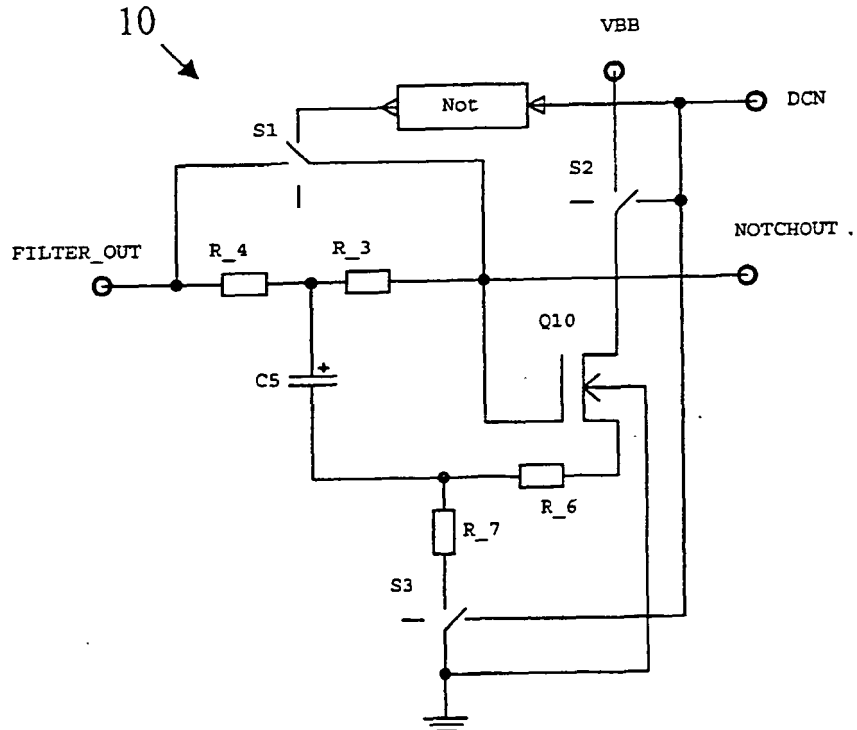 10
VBB
Not
DCN
S1
S2
NOTCHOUT .
FILTER_OUT
R_4
R_3
Q10
C5
+
R_6
R_7
S3